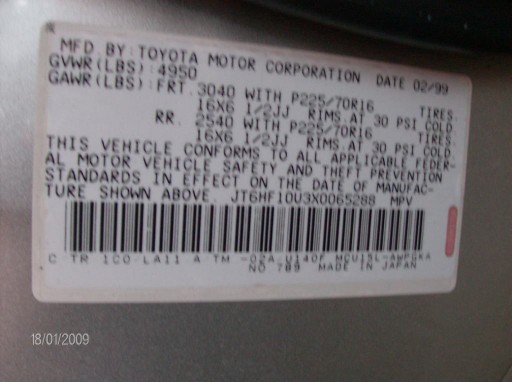 MFD. BY: TOYOTA MOTOR CORPORATION DATE 02/99
GVWR(LBS): 4950
GAWR(LBS): FRT. 3040 WITH P225/70R16 TIRES.
16X6 1/2JJ RIMS. AT 30 PSI COLD
RR. 2540 WITH P225/70R16 TIRES.
16X6 1/2JJ RIMS. AT 30 PSI COLD
THIS VEHICLE CONFORMS TO ALL APPLICABLE FEDER-
AL MOTOR VEHICLE SAFETY AND THEFT PREVENTION
STANDARDS IN EFFECT ON THE DATE OF MANUFAC-
TURE SHOWN ABOVE. JT6HF10U3X0065288 MPV
C TR 1C0 LA11 A TM -02A U140F MCU15L-AWPGKA
NO 789 MADE IN JAPAN
18/01/2009